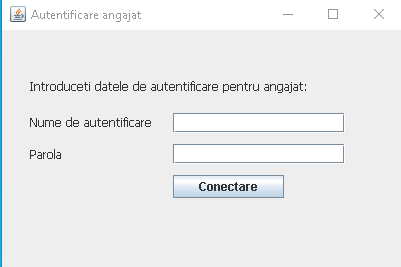 Autentificare angajat
Introduceti datele de autentificare pentru angajat:
Nume de autentificare
Parola
Conectare